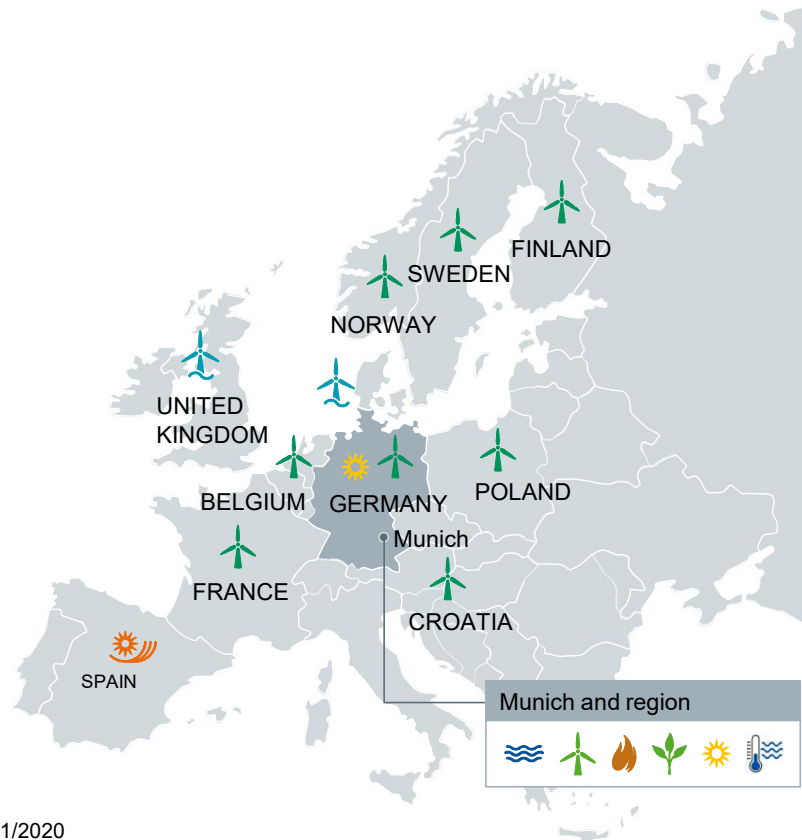 FINLAND
SWEDEN
NORWAY
UNITED
KINGDOM
BELGIUM
GERMANY
POLAND
Munich
FRANCE
CROATIA
SPAIN
Munich and region
1/2020